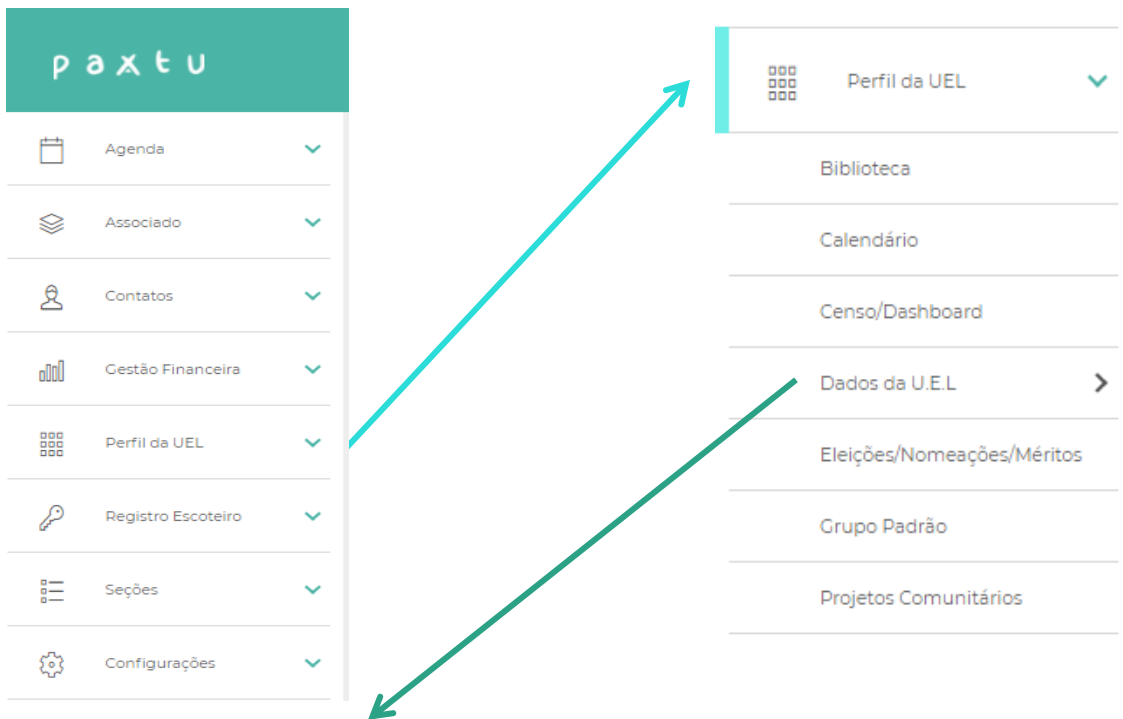 paxtu
Agenda
Associado
Contatos
Gestão Financeira
Perfil da UEL
Registro Escoteiro
Seções
Configurações
Perfil da UEL
Biblioteca
Calendário
Censo/Dashboard
Dados da U.E.L
Eleições/Nomeações/Méritos
Grupo Padrão
Projetos Comunitários